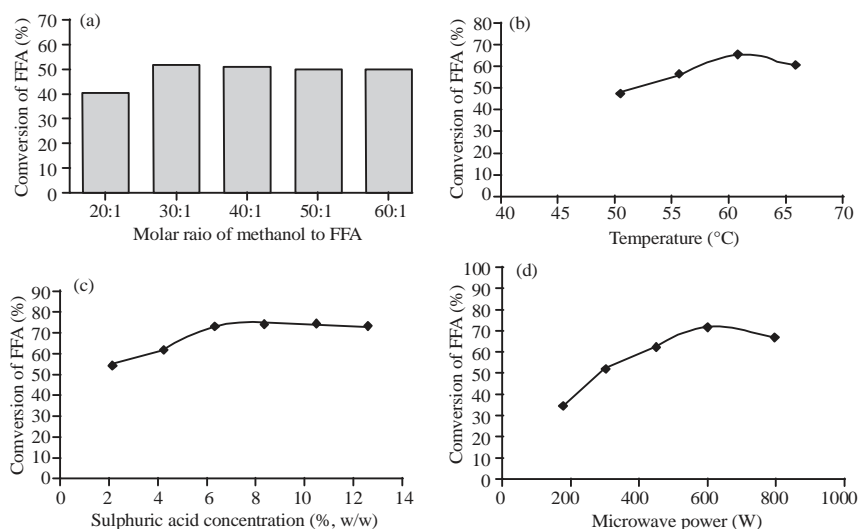 (a)
Comversion of FFA (%)
70
60
50
40
30
20
10
0
20:1 30:1 40:1 50:1 60:1
Molar raio of methanol to FFA
(b)
Comversion of FFA (%)
80
70
60
50
40
30
20
10
0
40 45 50 55 60 65 70
Temperature (°C)
(c)
Comversion of FFA (%)
90
80
70
60
50
40
30
20
10
0
0 2 4 6 8 10 12 14
Sulphuric acid concentration (%, w/w)
(d)
Comversion of FFA (%)
100
90
80
70
60
50
40
30
20
10
0
0 200 400 600 800 1000
Microwave power (W)